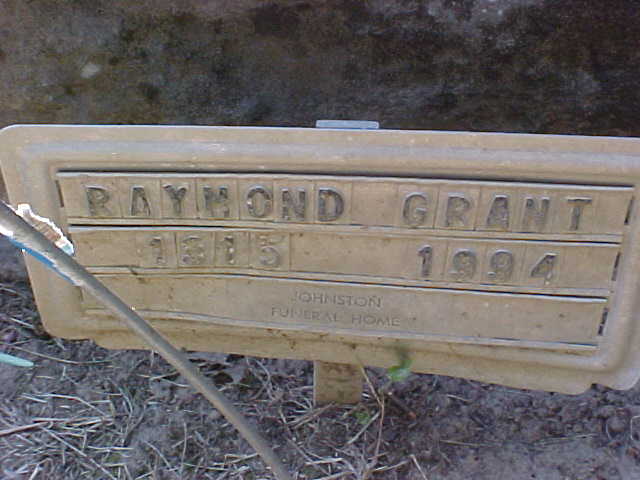 RAYMOND GRANT
1915 1994
JOHNSTON
FUNERAL HOME